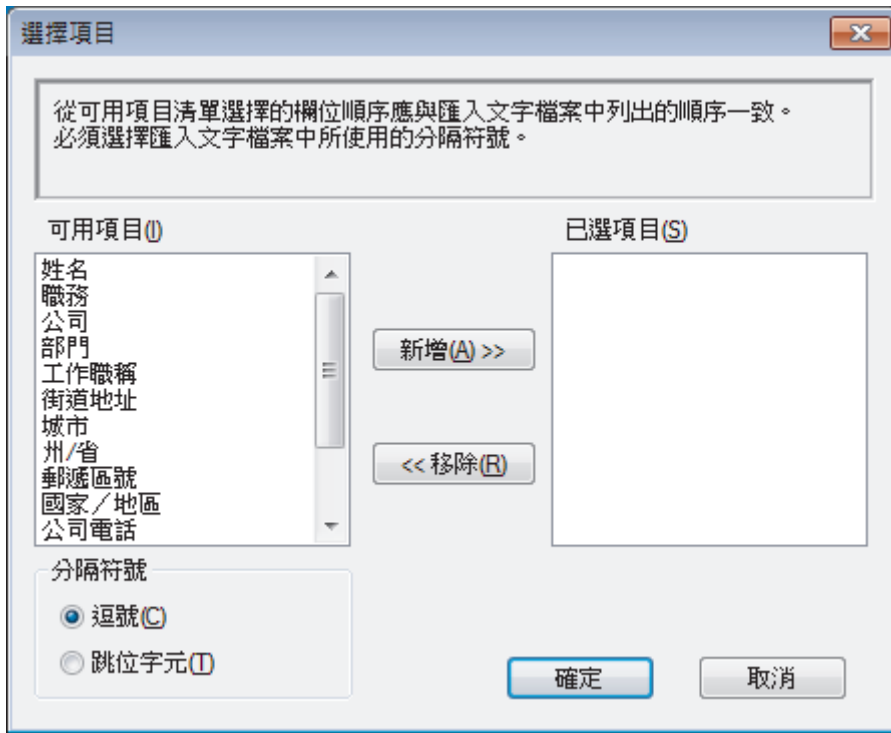 選擇項目
從可用項目清單選擇的欄位順序應與匯入文字檔案中列出的順序一致。
必須選擇匯入文字檔案中所使用的分隔符號。
可用項目(I)
已選項目(S)
姓名
職務
公司
部門
工作職稱
街道地址
城市
州/省
郵遞區號
國家／地區
公司電話
新增(A) >>
<< 移除(R)
分隔符號
逗號(C)
跳位字元(T)
確定
取消